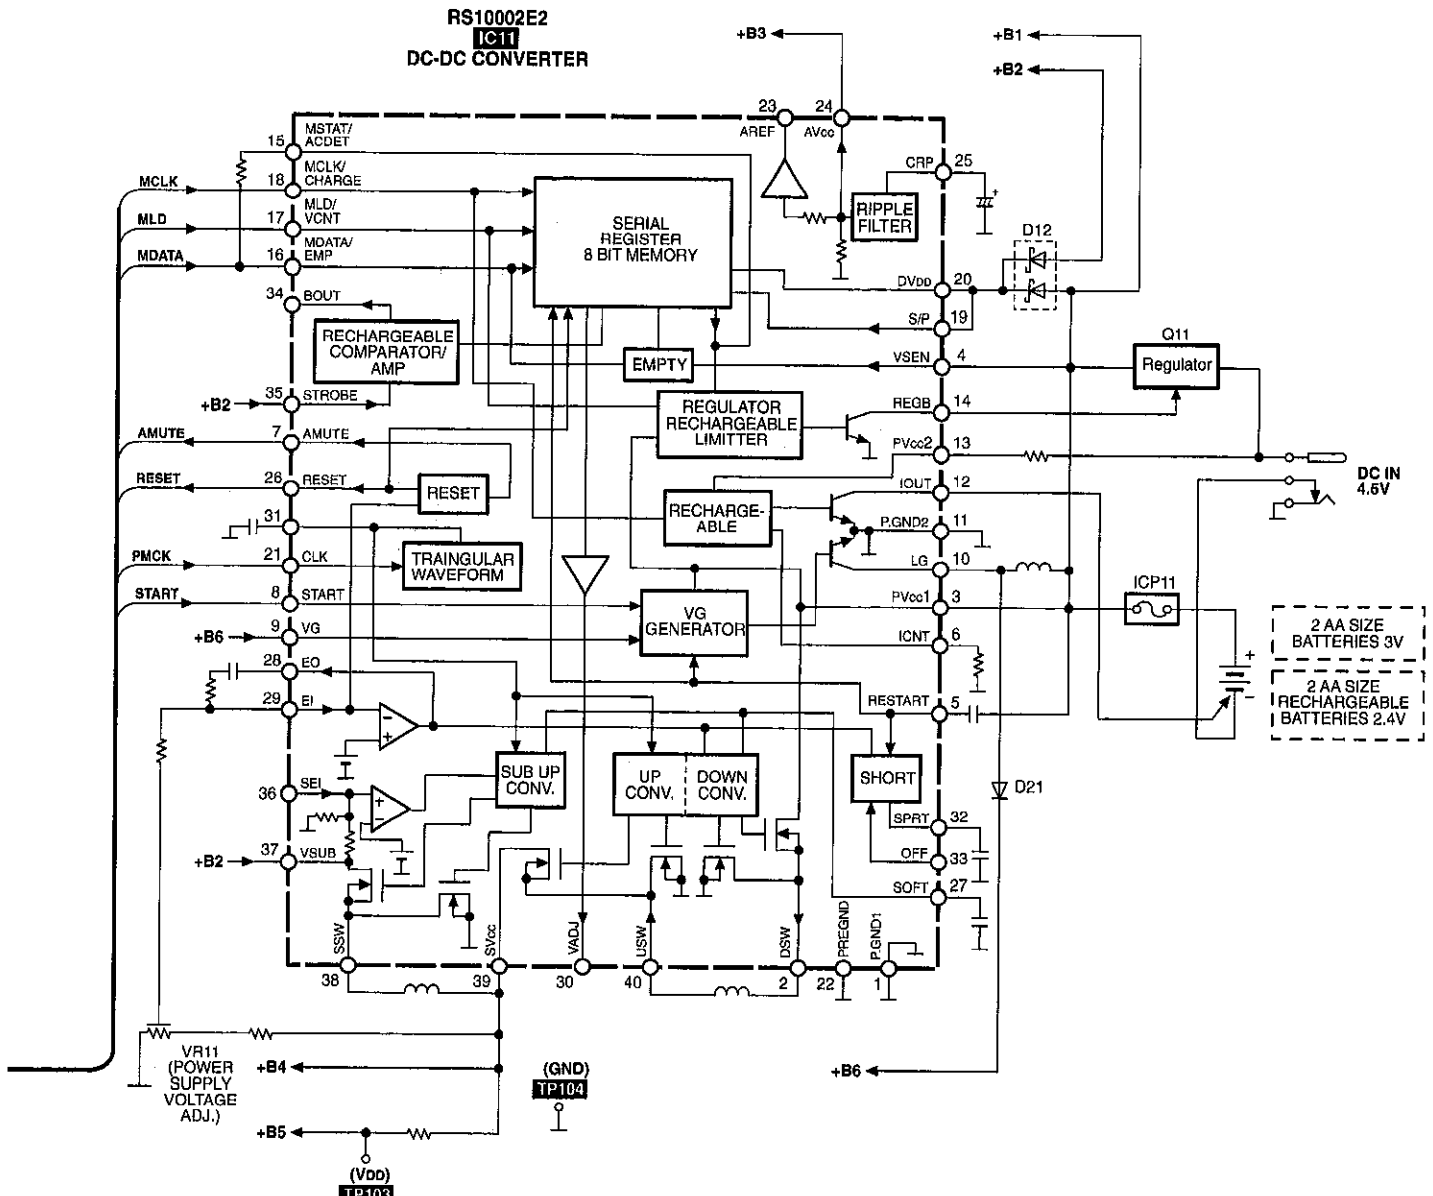 RS10002E2
IC11
DC-DC CONVERTER
+B3
+B1
+B2
23
24
AREF
AVcc
MSTAT/
ACDET
15
MCLK/
CHARGE
18
MCLK
MLD/
VCNT
17
MLD
MDATA/
EMP
16
MDATA
34
BOUT
SERIAL
REGISTER
8 BIT MEMORY
RIPPLE
FILTER
CRP
25
D12
DVDD
20
S/P
19
RECHARGEABLE
COMPARATOR/
AMP
EMPTY
VSEN
4
Q11
Regulator
+B2
35
STROBE
REGULATOR
RECHARGEABLE
LIMITTER
REGB
14
AMUTE
7
AMUTE
PVcc2
13
DC IN
4.5V
RESET
26
RESET
RESET
IOUT
12
RECHARGE-
ABLE
31
P.GND2
11
PMCK
21
CLK
TRAINGULAR
WAVEFORM
LG
10
START
8
START
VG
GENERATOR
PVcc1
3
ICP11
+B6
9
VG
ICNT
6
28
EO
2 AA SIZE
BATTERIES 3V
+
−
2 AA SIZE
RECHARGEABLE
BATTERIES 2.4V
29
EI
RESTART
5
−
+
SUB UP
CONV.
UP
CONV.
DOWN
CONV.
SHORT
36
SEI
+
−
D21
SPRT
32
+B2
37
VSUB
OFF
33
SOFT
27
SSW
SVcc
VADJ
USW
DSW
PREGND
P.GND1
38
39
30
40
2
22
1
VR11
(POWER
SUPPLY
VOLTAGE
ADJ.)
+B4
(GND)
TP104
+B6
+B5
(VDD)
TP103